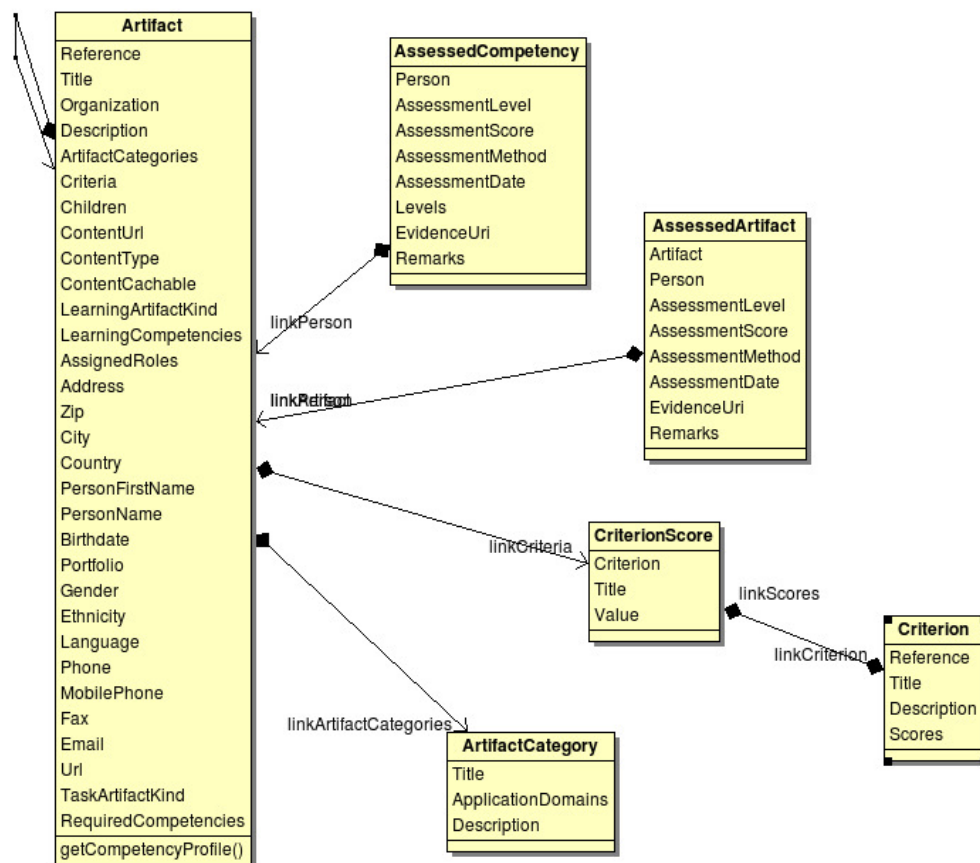 Artifact
Reference
Title
Organization
Description
ArtifactCategories
Criteria
Children
ContentUrl
ContentType
ContentCachable
LearningArtifactKind
LearningCompetencies
AssignedRoles
Address
Zip
City
Country
PersonFirstName
PersonName
Birthdate
Portfolio
Gender
Ethnicity
Language
Phone
MobilePhone
Fax
Email
Url
TaskArtifactKind
RequiredCompetencies
getCompetencyProfile()
AssessedCompetency
Person
AssessmentLevel
AssessmentScore
AssessmentMethod
AssessmentDate
Levels
EvidenceUri
Remarks
linkPerson
AssessedArtifact
Artifact
Person
AssessmentLevel
AssessmentScore
AssessmentMethod
AssessmentDate
EvidenceUri
Remarks
linkCriteria
CriterionScore
Criterion
Title
Value
linkScores
linkCriterion
Criterion
Reference
Title
Description
Scores
linkArtifactCategories
ArtifactCategory
Title
ApplicationDomains
Description